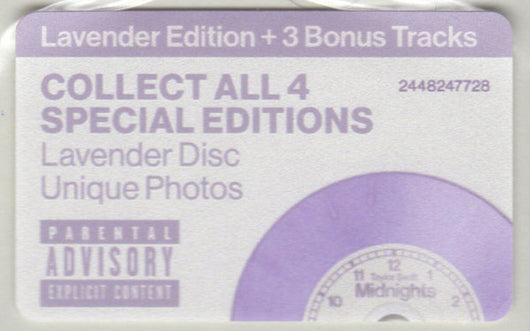 Lavender Edition + 3 Bonus Tracks
COLLECT ALL 4
2448247728
SPECIAL EDITIONS
Lavender Disc
Unique Photos
PARENTAL
ADVISORY
EXPLICIT CONTENT
12
11 Taylor Swift 1
Midnights
10 2